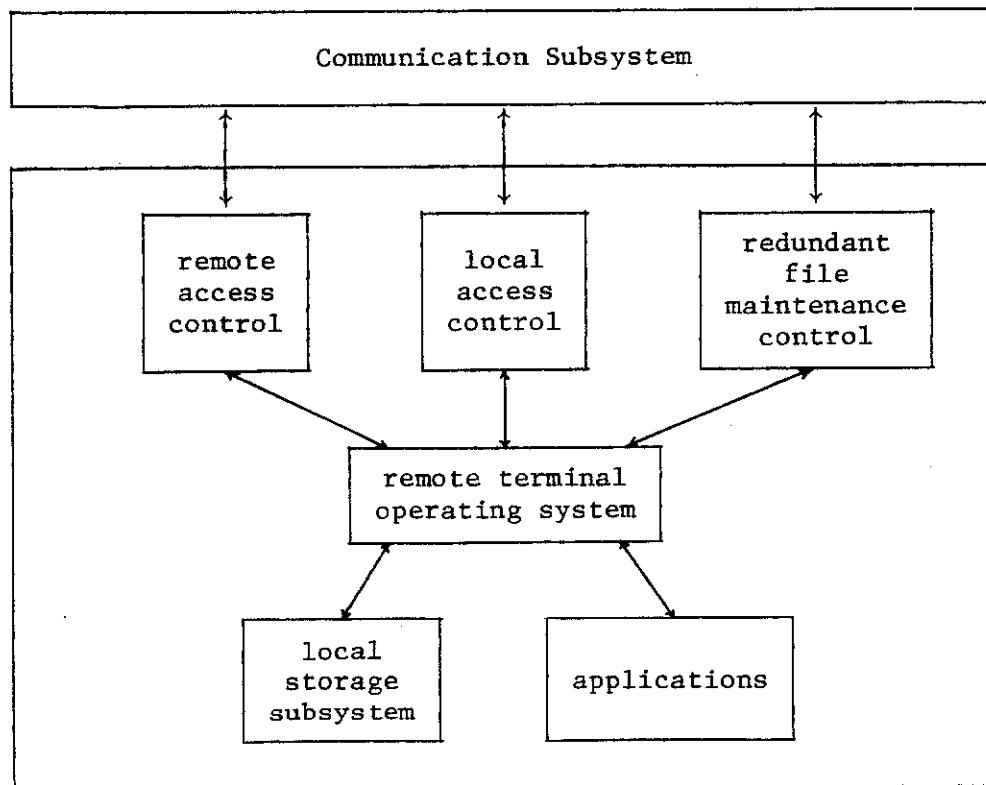 Communication Subsystem
remote
access
control
local
access
control
redundant
file
maintenance
control
remote terminal
operating system
local
storage
subsystem
applications